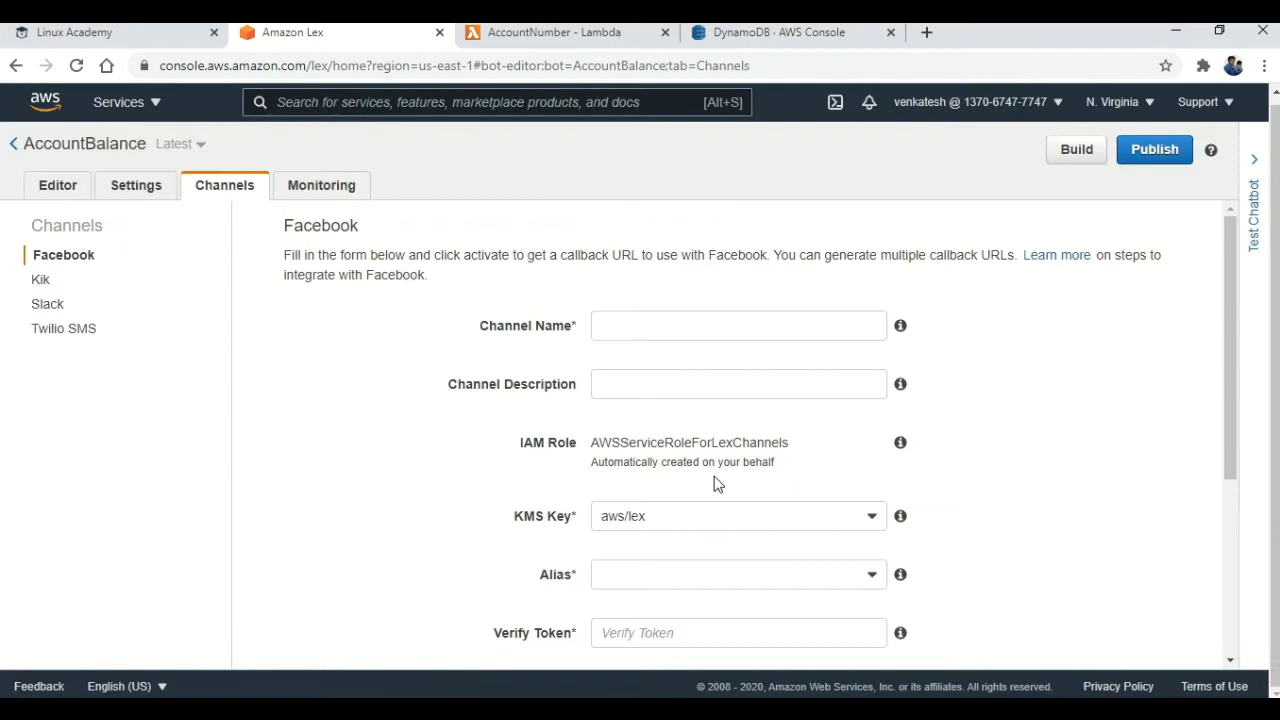 Linux Academy
Amazon Lex
AccountNumber - Lambda
DynamoDB · AWS Console
console.aws.amazon.com/lex/home?region=us-east-1#bot-editor:bot=AccountBalance;tab=Channels
aws
Services
Search for services, features, marketplace products, and docs
[Alt+S]
venkatesh @ 1370-6747-7747
N. Virginia
Support
AccountBalance
Latest
Build
Publish
Editor
Settings
Channels
Monitoring
Test Chatbot
Channels
Facebook
Kik
Slack
Twilio SMS
Facebook
Fill in the form below and click activate to get a callback URL to use with Facebook. You can generate multiple callback URLs. Learn more on steps to
integrate with Facebook.
Channel Name*
Channel Description
IAM Role
AWSServiceRoleForLexChannels
Automatically created on your behalf
KMS Key*
aws/lex
Alias*
Verify Token*
Verify Token
Feedback
English (US)
© 2008 - 2020, Amazon Web Services, Inc. or its affiliates. All rights reserved.
Privacy Policy
Terms of Use